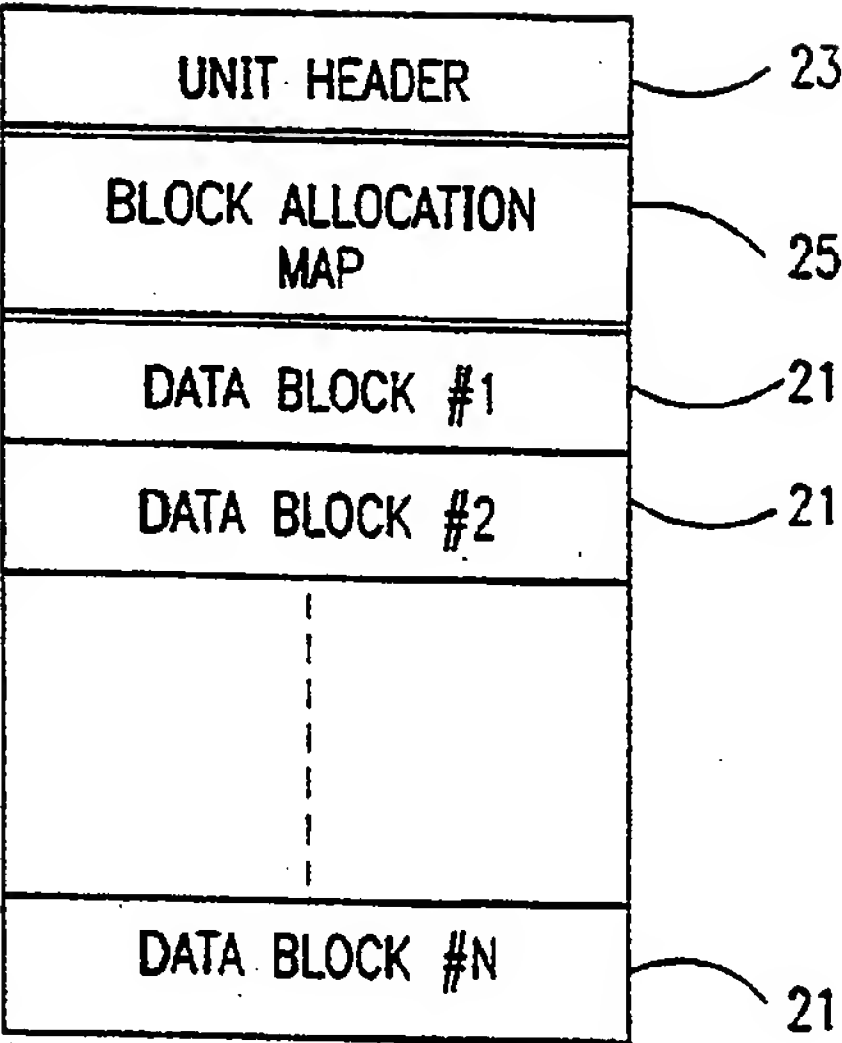 UNIT HEADER
23
BLOCK ALLOCATION
MAP
25
DATA BLOCK #1
21
DATA BLOCK #2
21
DATA BLOCK #N
21